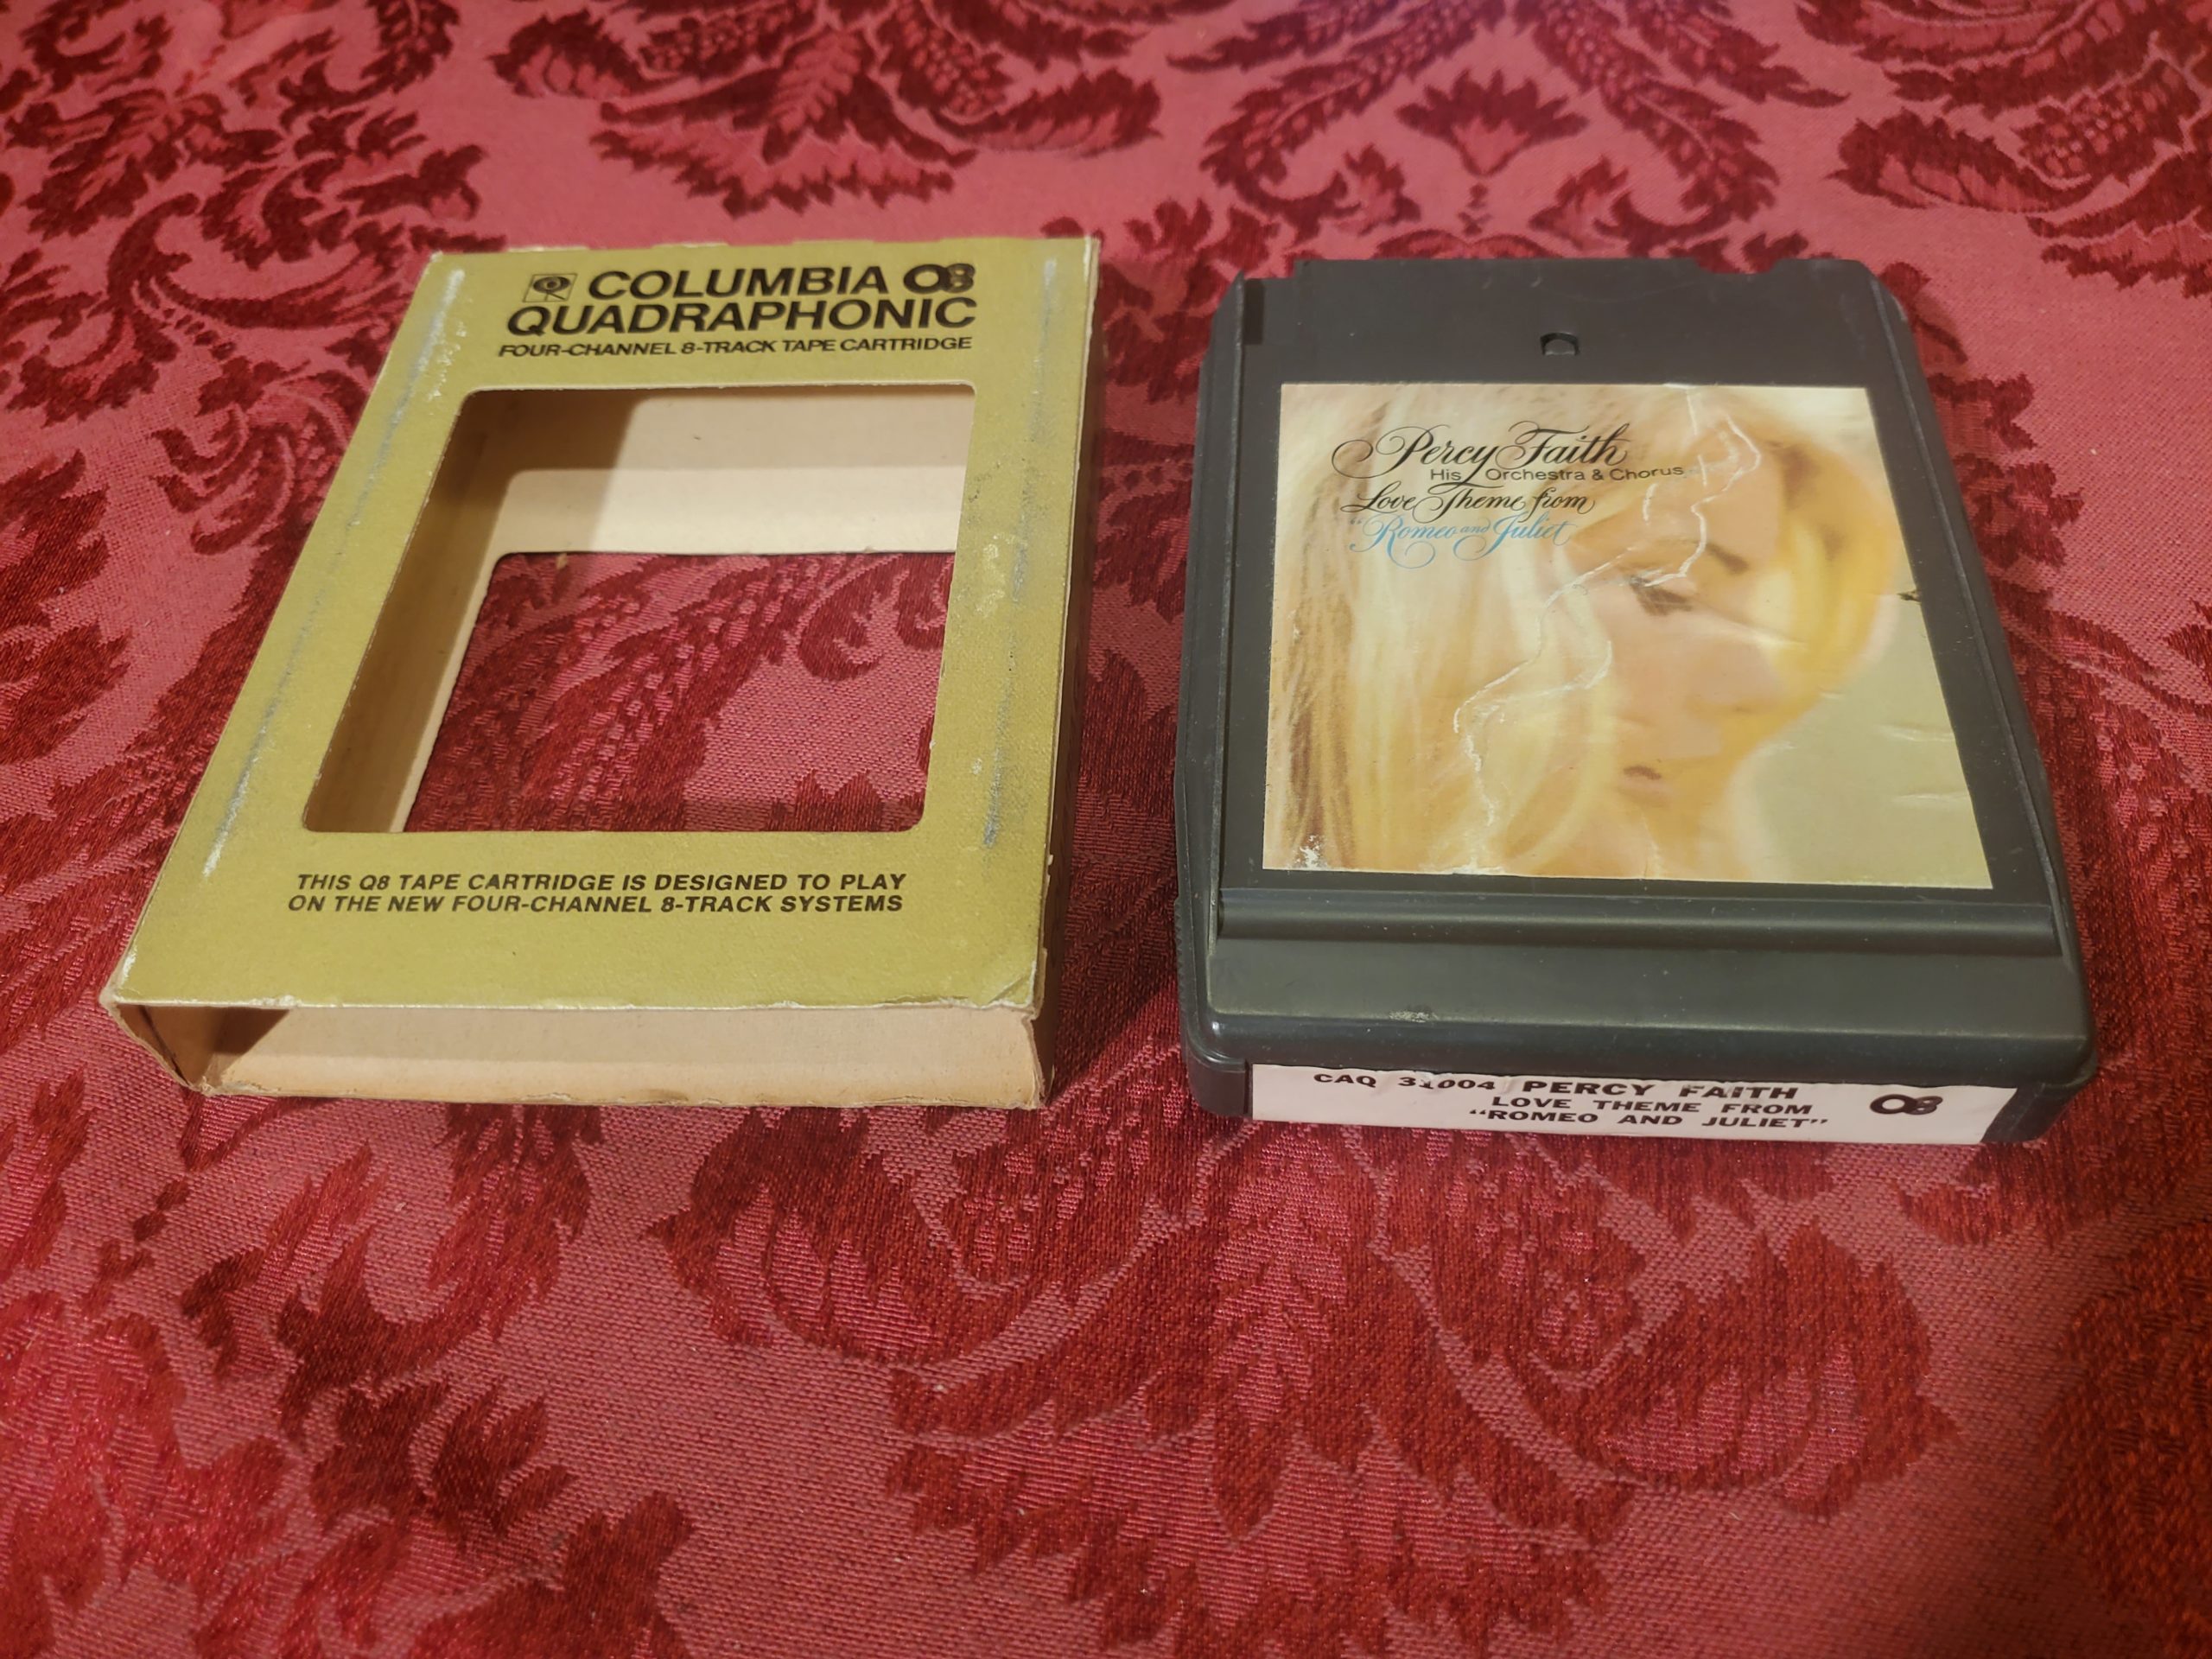 COLUMBIA Q8
QUADRAPHONIC
FOUR-CHANNEL 8-TRACK TAPE CARTRIDGE
THIS Q8 TAPE CARTRIDGE IS DESIGNED TO PLAY
ON THE NEW FOUR-CHANNEL 8-TRACK SYSTEMS
Percy Faith
His Orchestra & Chorus
Love Theme from
"Romeo and Juliet"
CAQ 31004 PERCY FAITH Q8
LOVE THEME FROM
"ROMEO AND JULIET"